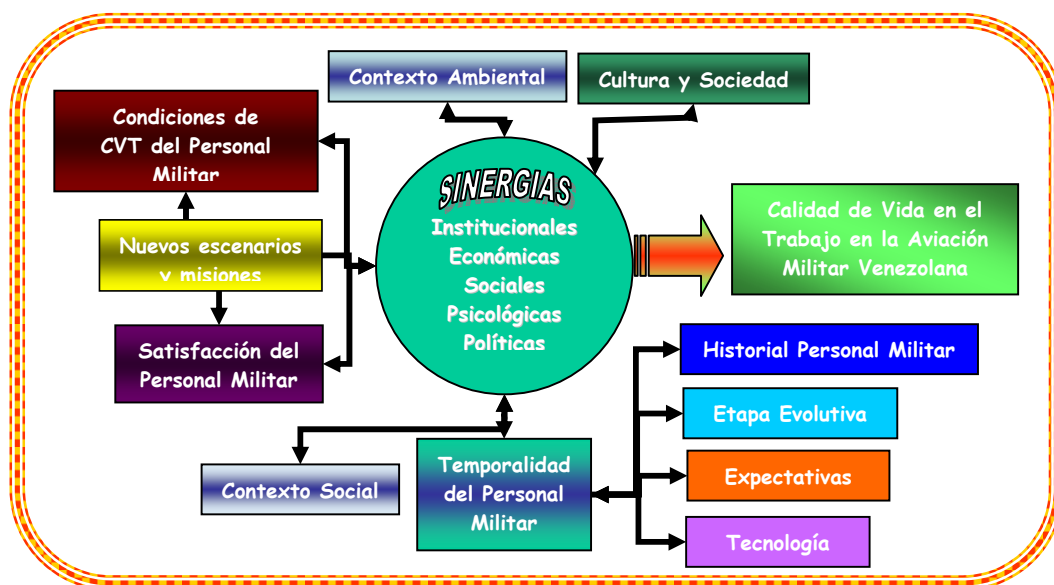 Contexto Ambiental
Cultura y Sociedad
Condiciones de
CVT del Personal
Militar
SINERGIAS
Institucionales
Económicas
Sociales
Psicológicas
Políticas
Nuevos escenarios
y misiones
Calidad de Vida en el
Trabajo en la Aviación
Militar Venezolana
Satisfacción del
Personal Militar
Historial Personal Militar
Etapa Evolutiva
Contexto Social
Temporalidad
del Personal
Militar
Expectativas
Tecnología